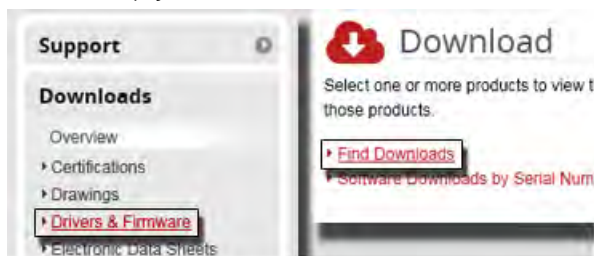 Support
Downloads
Overview
Certifications
Drawings
Drivers & Firmware
Electronic Data Sheets
Download
Select one or more products to view
those products.
Find Downloads
Software Downloads by Serial